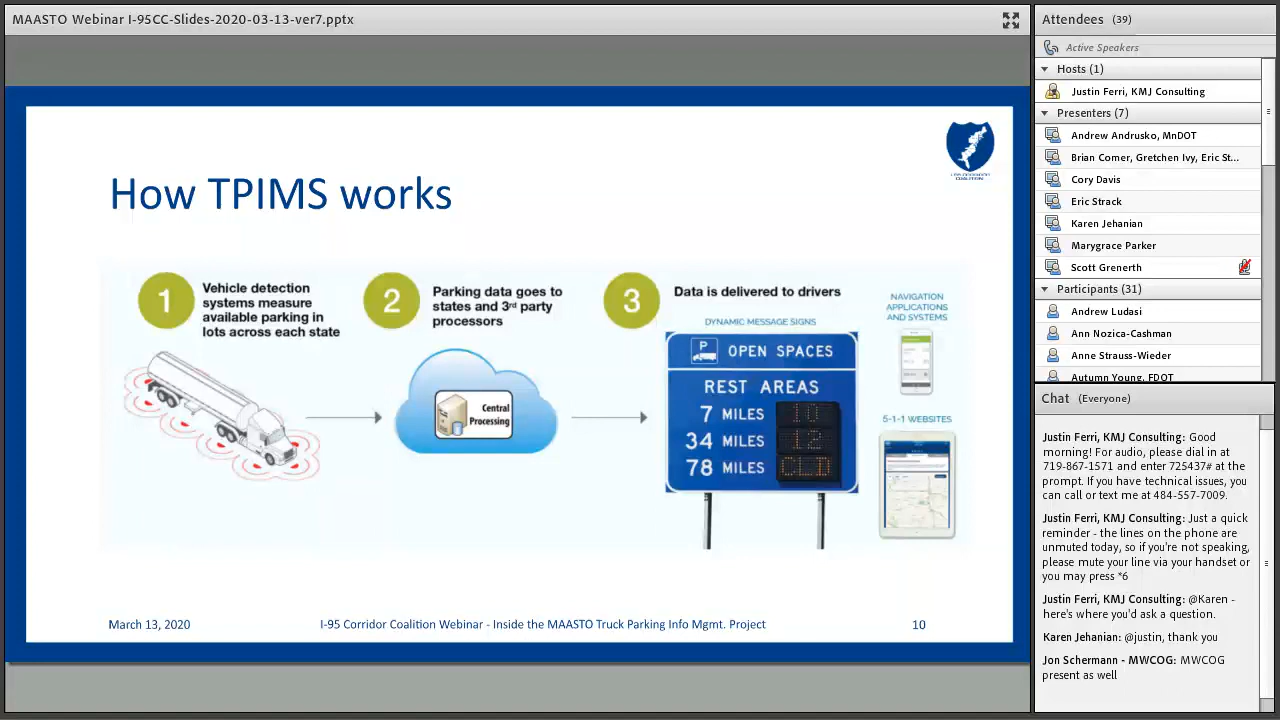 MAASTO Webinar I-95CC-Slides-2020-03-13-ver7.pptx
How TPIMS works
1
Vehicle detection
systems measure
available parking in
lots across each state
2
Parking data goes to
states and 3rd party
processors
Central
Processing
3
Data is delivered to drivers
DYNAMIC MESSAGE SIGNS
P
OPEN SPACES
REST AREAS
7 MILES 10
34 MILES 12
78 MILES
NAVIGATION
APPLICATIONS
AND SYSTEMS
5-1-1 WEBSITES
March 13, 2020
I-95 Corridor Coalition Webinar - Inside the MAASTO Truck Parking Info Mgmt. Project
10
Attendees (39)
Active Speakers
Hosts (1)
Justin Ferri, KMJ Consulting
Presenters (7)
Andrew Andrusko, MnDOT
Brian Comer, Gretchen Ivy, Eric St...
Cory Davis
Eric Strack
Karen Jehanian
Marygrace Parker
Scott Grenerth
Participants (31)
Andrew Ludasi
Ann Nozica-Cashman
Anne Strauss-Wieder
Autumn Young, FDOT
Chat (Everyone)
Justin Ferri, KMJ Consulting: Good
morning! For audio, please dial in at
719-867-1571 and enter 725437# at the
prompt. If you have technical issues, you
can call or text me at 484-557-7009.
Justin Ferri, KMJ Consulting: Just a quick
reminder - the lines on the phone are
unmuted today, so if you're not speaking,
please mute your line via your handset or
you may press *6
Justin Ferri, KMJ Consulting: @Karen -
here's where you'd ask a question.
Karen Jehanian: @justin, thank you
Jon Schermann - MWCOG: MWCOG
present as well